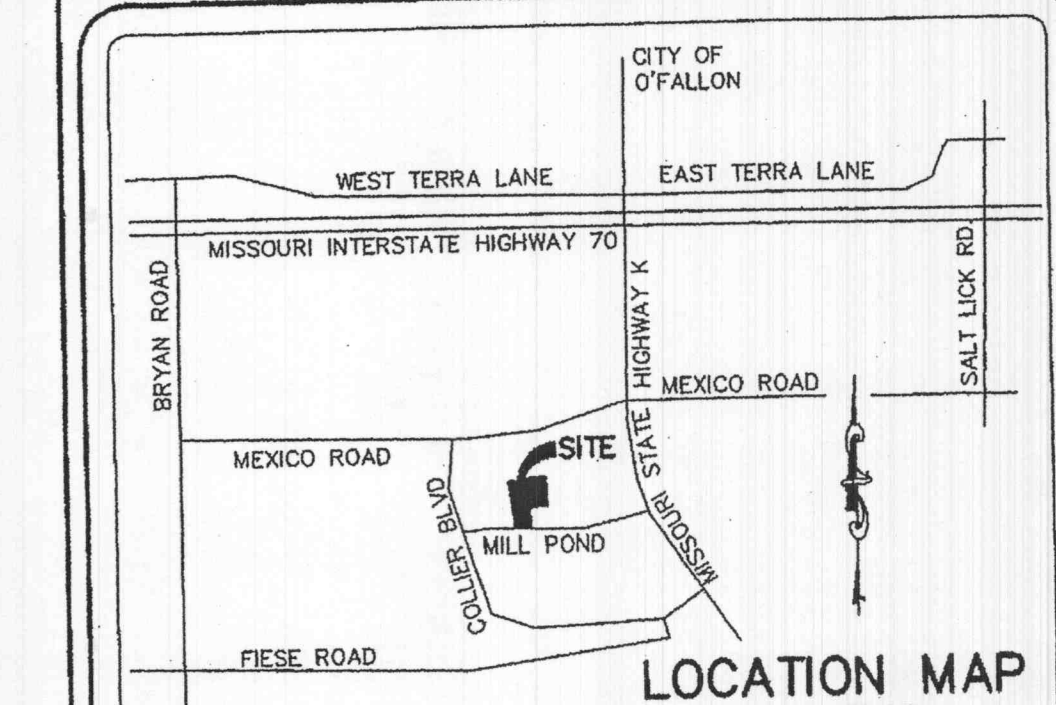 CITY OF
O'FALLON
WEST TERRA LANE
EAST TERRA LANE
MISSOURI INTERSTATE HIGHWAY 70
BRYAN ROAD
MISSOURI STATE HIGHWAY K
SALT LICK RD
MEXICO ROAD
MEXICO ROAD
SITE
COLLIER BLVD
MILL POND
FIESE ROAD
LOCATION MAP